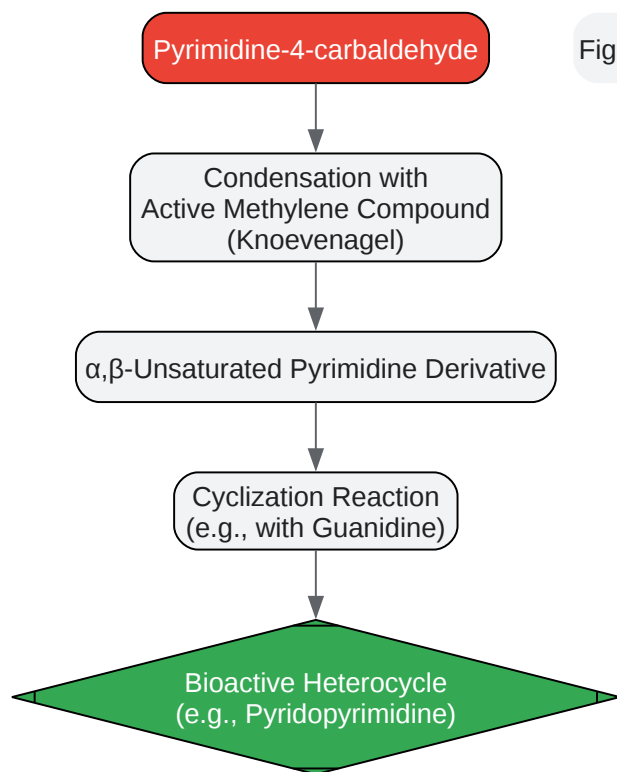 Pyrimidine-4-carbaldehyde
Fig
Condensation with
Active Methylene Compound
(Knoevenagel)
α,β-Unsaturated Pyrimidine Derivative
Cyclization Reaction
(e.g., with Guanidine)
Bioactive Heterocycle
(e.g., Pyridopyrimidine)